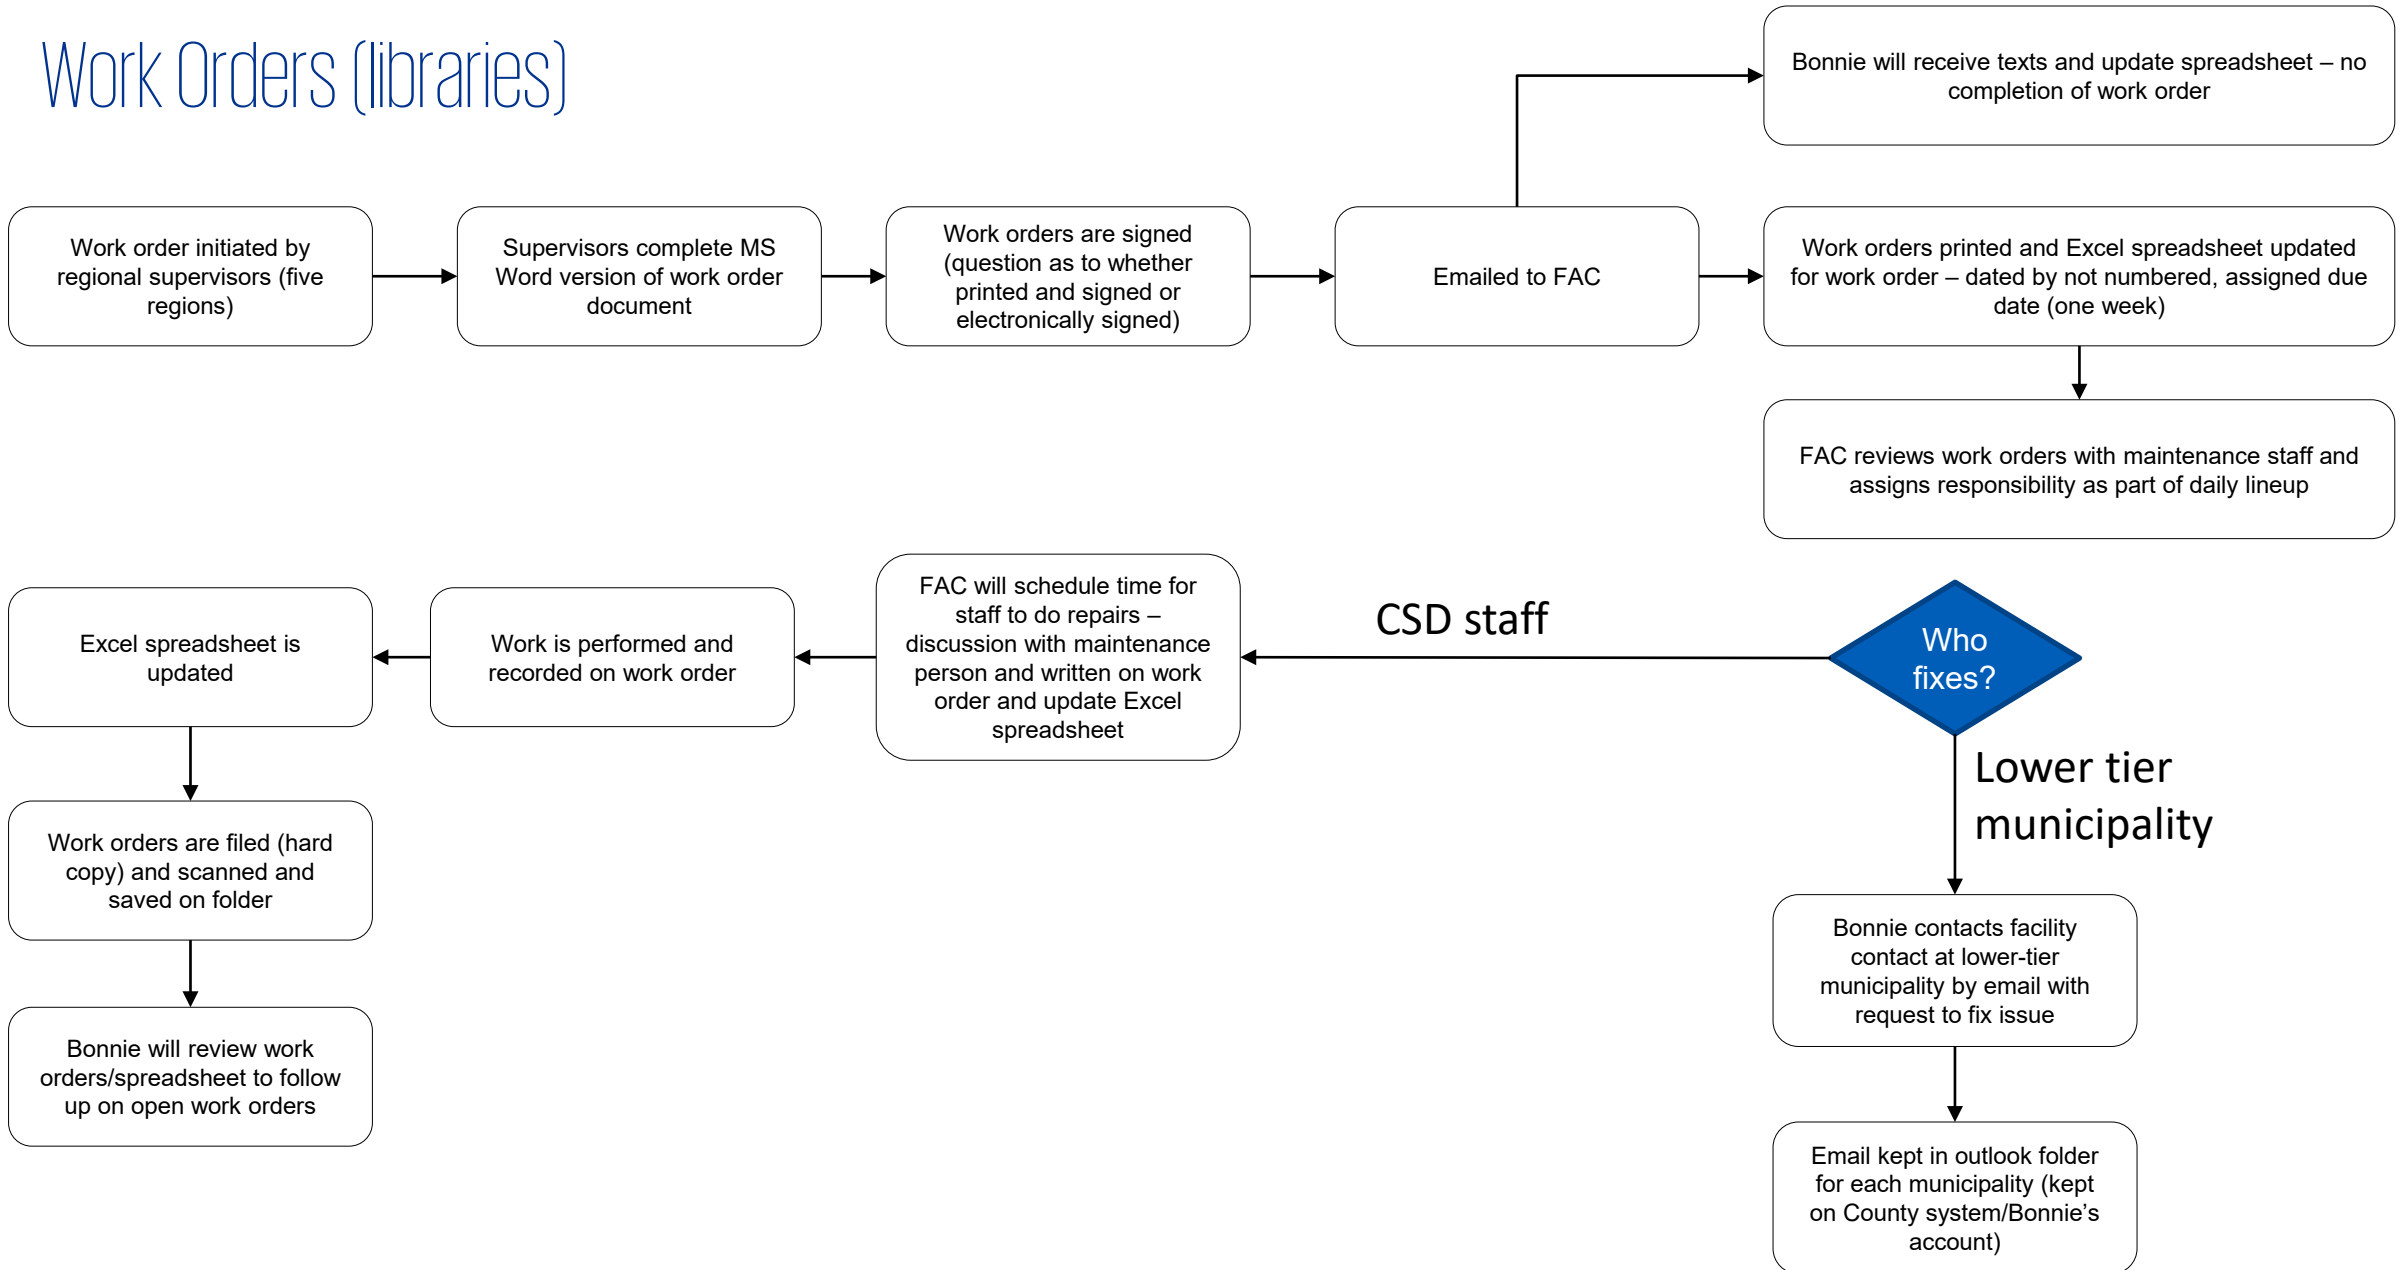 Work Orders (libraries)
Bonnie will receive texts and update spreadsheet – no
completion of work order
Work order initiated by
regional supervisors (five
regions)
Supervisors complete MS
Word version of work order
document
Work orders are signed
(question as to whether
printed and signed or
electronically signed)
Emailed to FAC
Work orders printed and Excel spreadsheet updated
for work order – dated by not numbered, assigned due
date (one week)
FAC reviews work orders with maintenance staff and
assigns responsibility as part of daily lineup
Who
fixes?
CSD staff
FAC will schedule time for
staff to do repairs –
discussion with maintenance
person and written on work
order and update Excel
spreadsheet
Work is performed and
recorded on work order
Excel spreadsheet is
updated
Work orders are filed (hard
copy) and scanned and
saved on folder
Bonnie will review work
orders/spreadsheet to follow
up on open work orders
Lower tier
municipality
Bonnie contacts facility
contact at lower-tier
municipality by email with
request to fix issue
Email kept in outlook folder
for each municipality (kept
on County system/Bonnie’s
account)